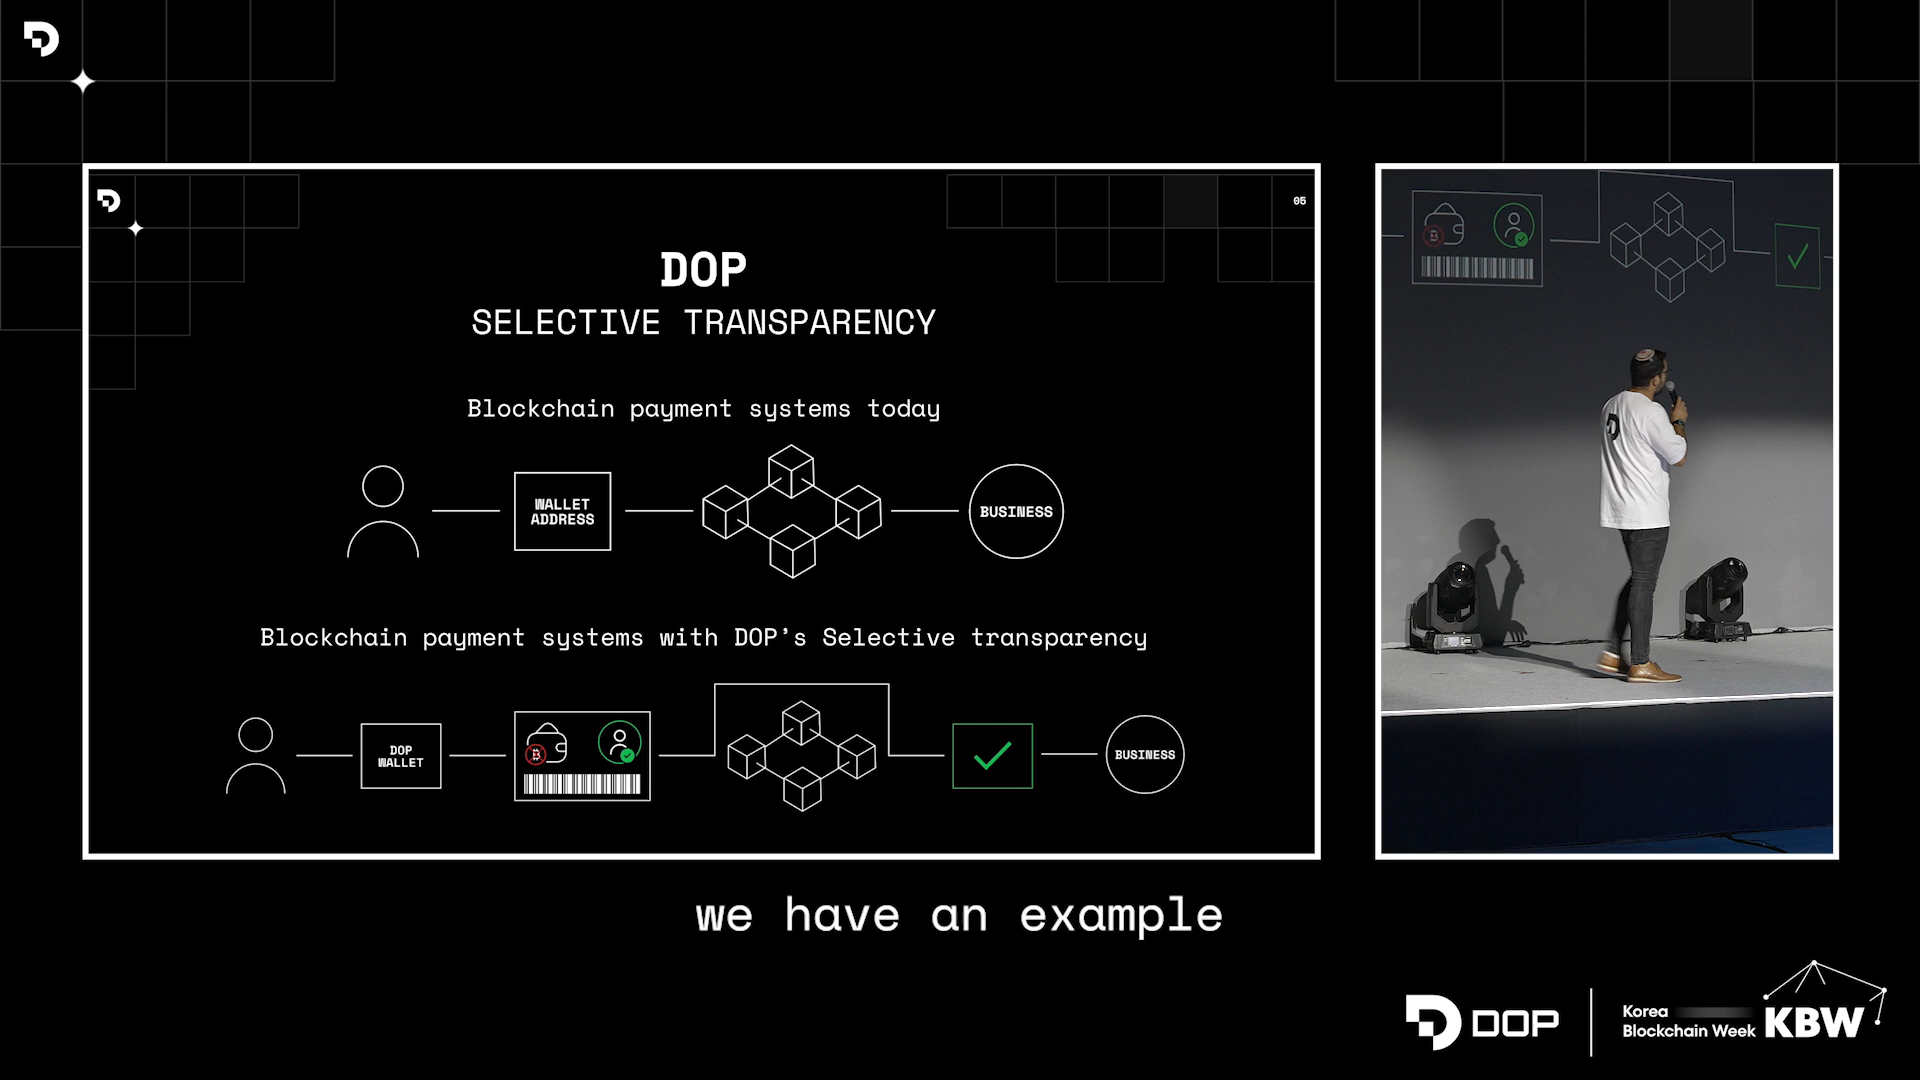 05
DOP
SELECTIVE TRANSPARENCY
Blockchain payment systems today
WALLET
ADDRESS
BUSINESS
Blockchain payment systems with DOP's Selective transparency
DOP
WALLET
BUSINESS
we have an example
DOP
Korea
Blockchain Week
KBW